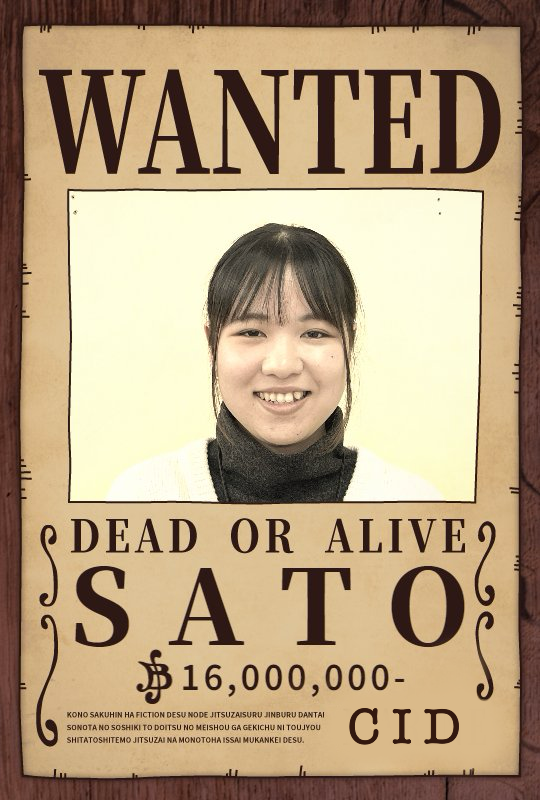 WANTED
DEAD OR ALIVE
SATO
฿16,000,000-
KONO SAKUHIN HA FICTION DESU NODE JITSUZAISURU JINBURU DANTAI
SONOTA NO SOSHIKI TO DOITSU NO MEISHOU GA GEKICHU NI TOUJYOU
SHITATOSHITEMO JITSUZAI NA MONOTOHA ISSAI MUKANKEI DESU.
CID